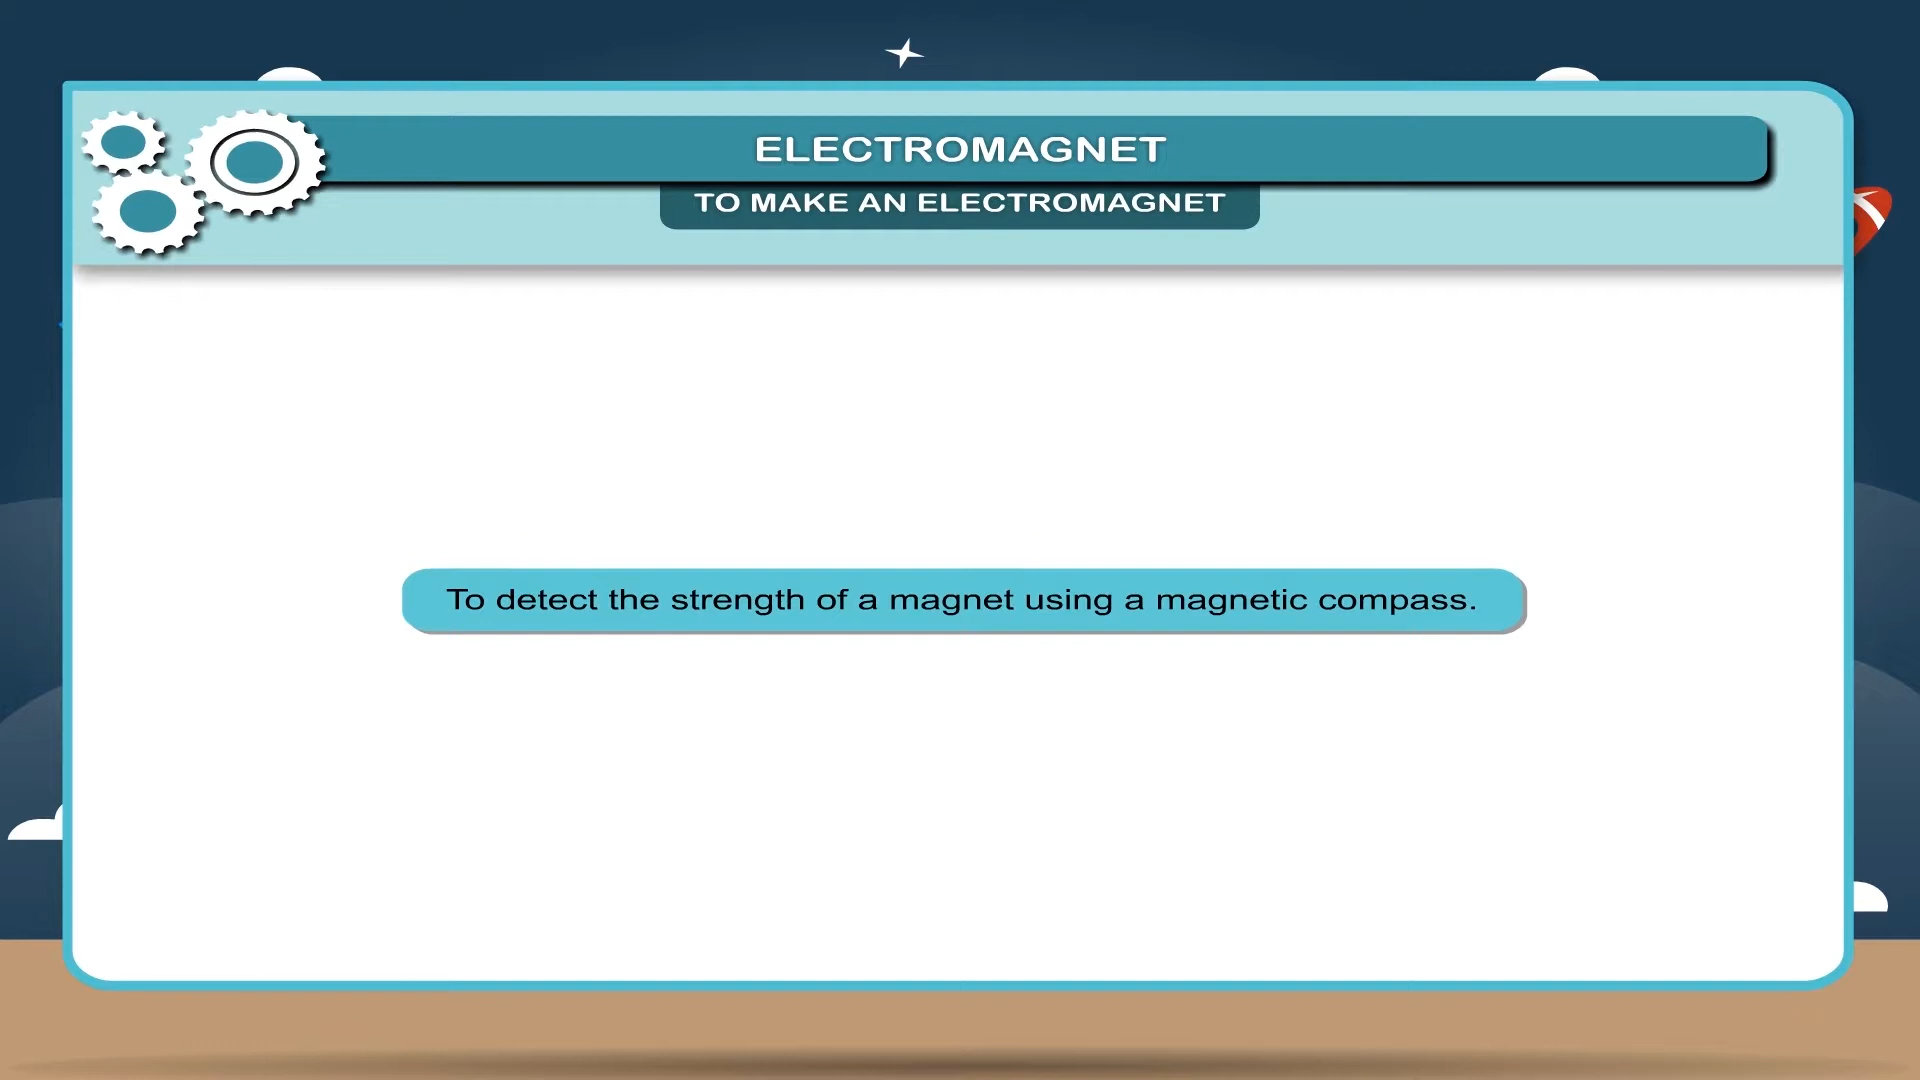 ELECTROMAGNET
TO MAKE AN ELECTROMAGNET
To detect the strength of a magnet using a magnetic compass.